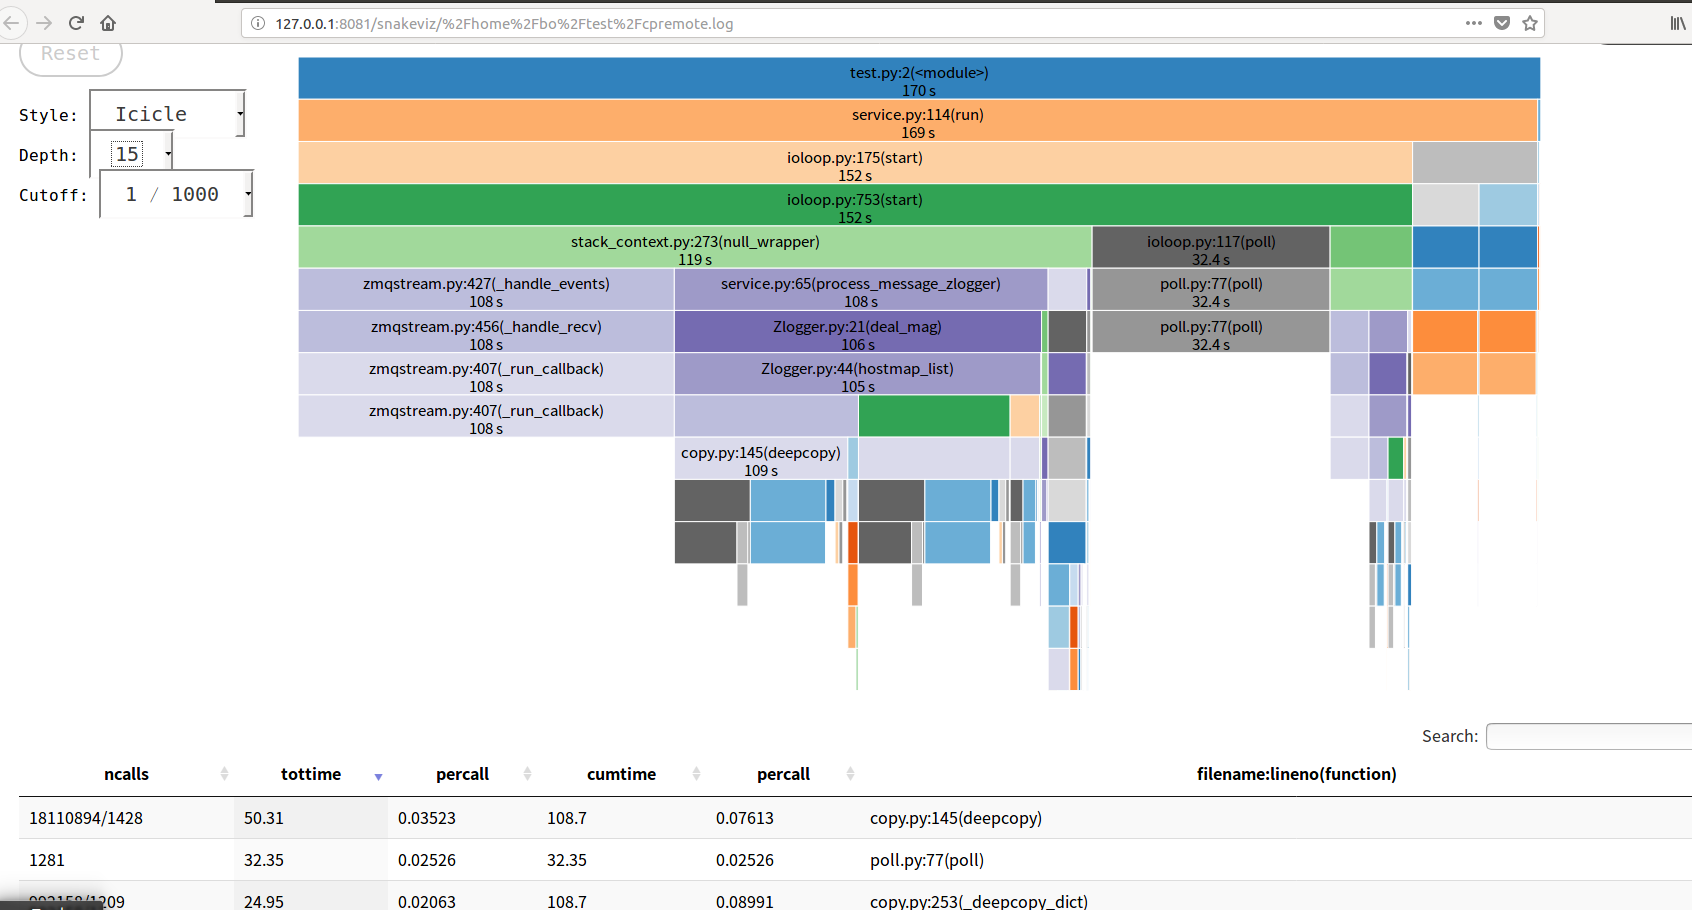 127.0.0.1:8081/snakeviz/%2Fhome%2Fbo%2Ftest%2Fcpremote.log
Reset
Style: Icicle
Depth: 15
Cutoff: 1 / 1000
test.py:2(<module>)
170 s
service.py:114(run)
169 s
ioloop.py:175(start)
152 s
ioloop.py:753(start)
152 s
stack_context.py:273(null_wrapper)
119 s
ioloop.py:117(poll)
32.4 s
zmqstream.py:427(_handle_events)
108 s
service.py:65(process_message_zlogger)
108 s
poll.py:77(poll)
32.4 s
zmqstream.py:456(_handle_recv)
108 s
Zlogger.py:21(deal_mag)
106 s
poll.py:77(poll)
32.4 s
zmqstream.py:407(_run_callback)
108 s
Zlogger.py:44(hostmap_list)
105 s
zmqstream.py:407(_run_callback)
108 s
copy.py:145(deepcopy)
109 s
Search:
ncalls tottime percall cumtime percall filename:lineno(function)
18110894/1428 50.31 0.03523 108.7 0.07613 copy.py:145(deepcopy)
1281 32.35 0.02526 32.35 0.02526 poll.py:77(poll)
24.95 0.02063 108.7 0.08991 copy.py:253(_deepcopy_dict)